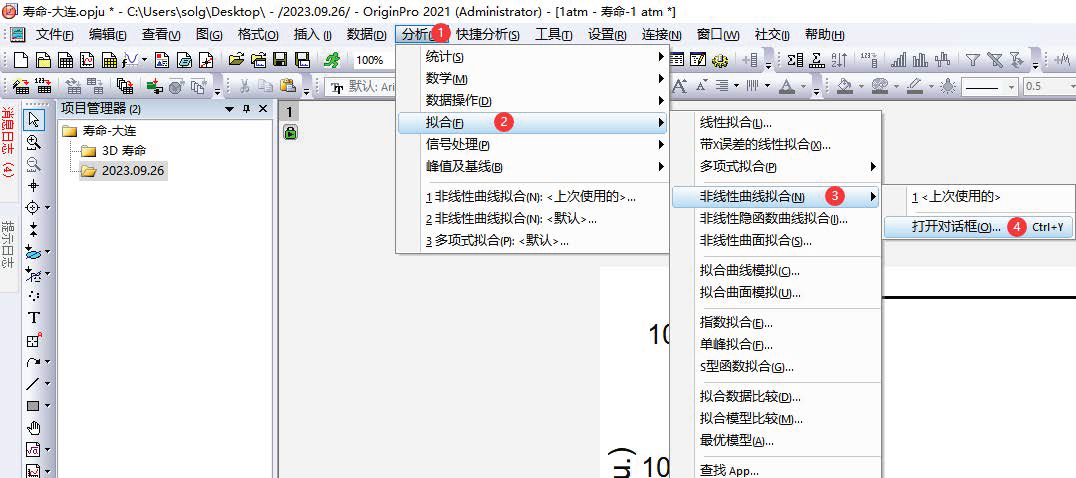 寿命-大连.opju * - C:\Users\solg\Desktop\ - /2023.09.26/ - OriginPro 2021 (Administrator) - [1atm - 寿命-1 atm *]
文件(F) 编辑(E) 查看(V) 图(G) 格式(O) 插入 (I) 数据(D) 分析 1 快捷分析(S) 工具(T) 设置(R) 连接(N) 窗口(W) 社交(I) 帮助(H)
100%
默认: Ari
0.5
消息日志 (4)
提示日志
项目管理器 (2)
寿命-大连
3D 寿命
2023.09.26
1
统计(S)
数学(M)
数据操作(D)
拟合(F) 2
信号处理(P)
峰值及基线(B)
1 非线性曲线拟合(N): <上次使用的>...
2 非线性曲线拟合(N): <默认>...
3 多项式拟合(P): <默认>...
线性拟合(L)...
带X误差的线性拟合(X)...
多项式拟合(P)
非线性曲线拟合(N) 3
非线性隐函数曲线拟合(I)...
非线性曲面拟合(S)...
拟合曲线模拟(C)...
拟合曲面模拟(U)...
指数拟合(E)...
单峰拟合(F)...
S型函数拟合(G)...
拟合数据比较(D)...
拟合模型比较(M)...
最优模型(A)...
查找 App...
1 <上次使用的>
打开对话框(O)... 4 Ctrl+Y
10
10
u.)